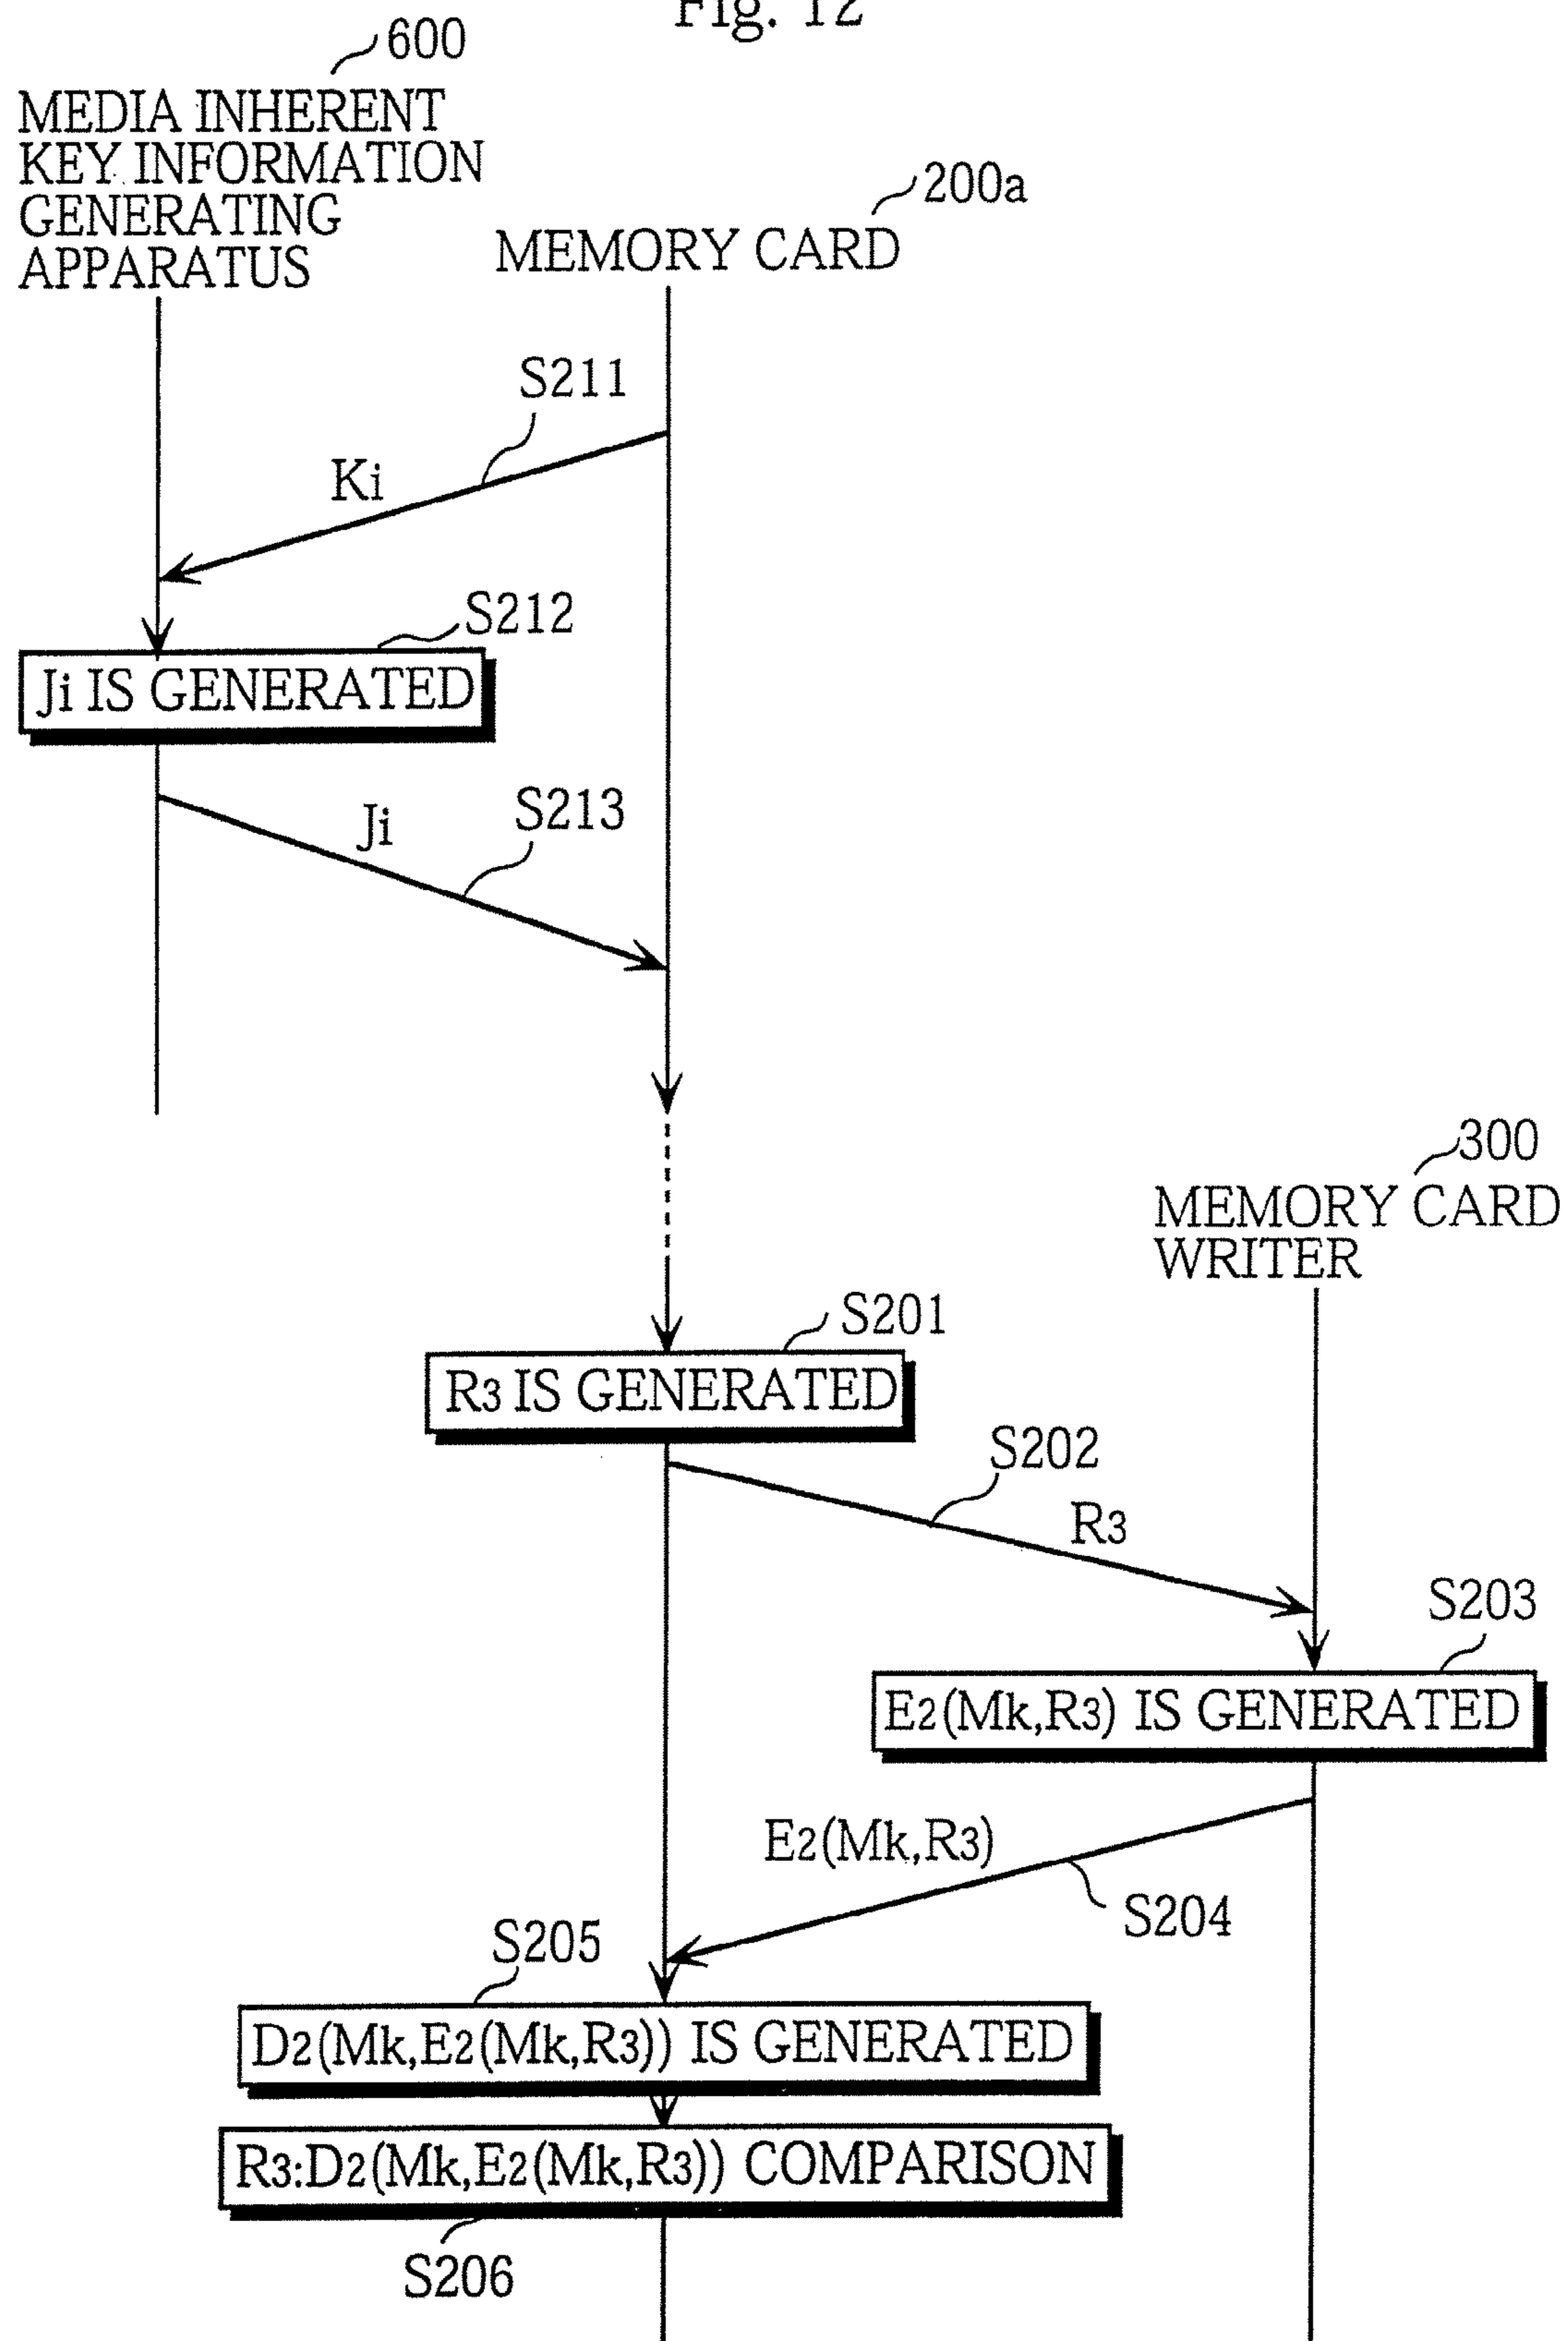 Fig. 12
600
MEDIA INHERENT
KEY INFORMATION
GENERATING
APPARATUS
200a
MEMORY CARD
S211
Ki
S212
Ji IS GENERATED
Ji
S213
300
MEMORY CARD
WRITER
S201
R3 IS GENERATED
S202
R3
S203
E2(Mk,R3) IS GENERATED
E2(Mk,R3)
S204
S205
D2(Mk,E2(Mk,R3)) IS GENERATED
R3:D2(Mk,E2(Mk,R3)) COMPARISON
S206